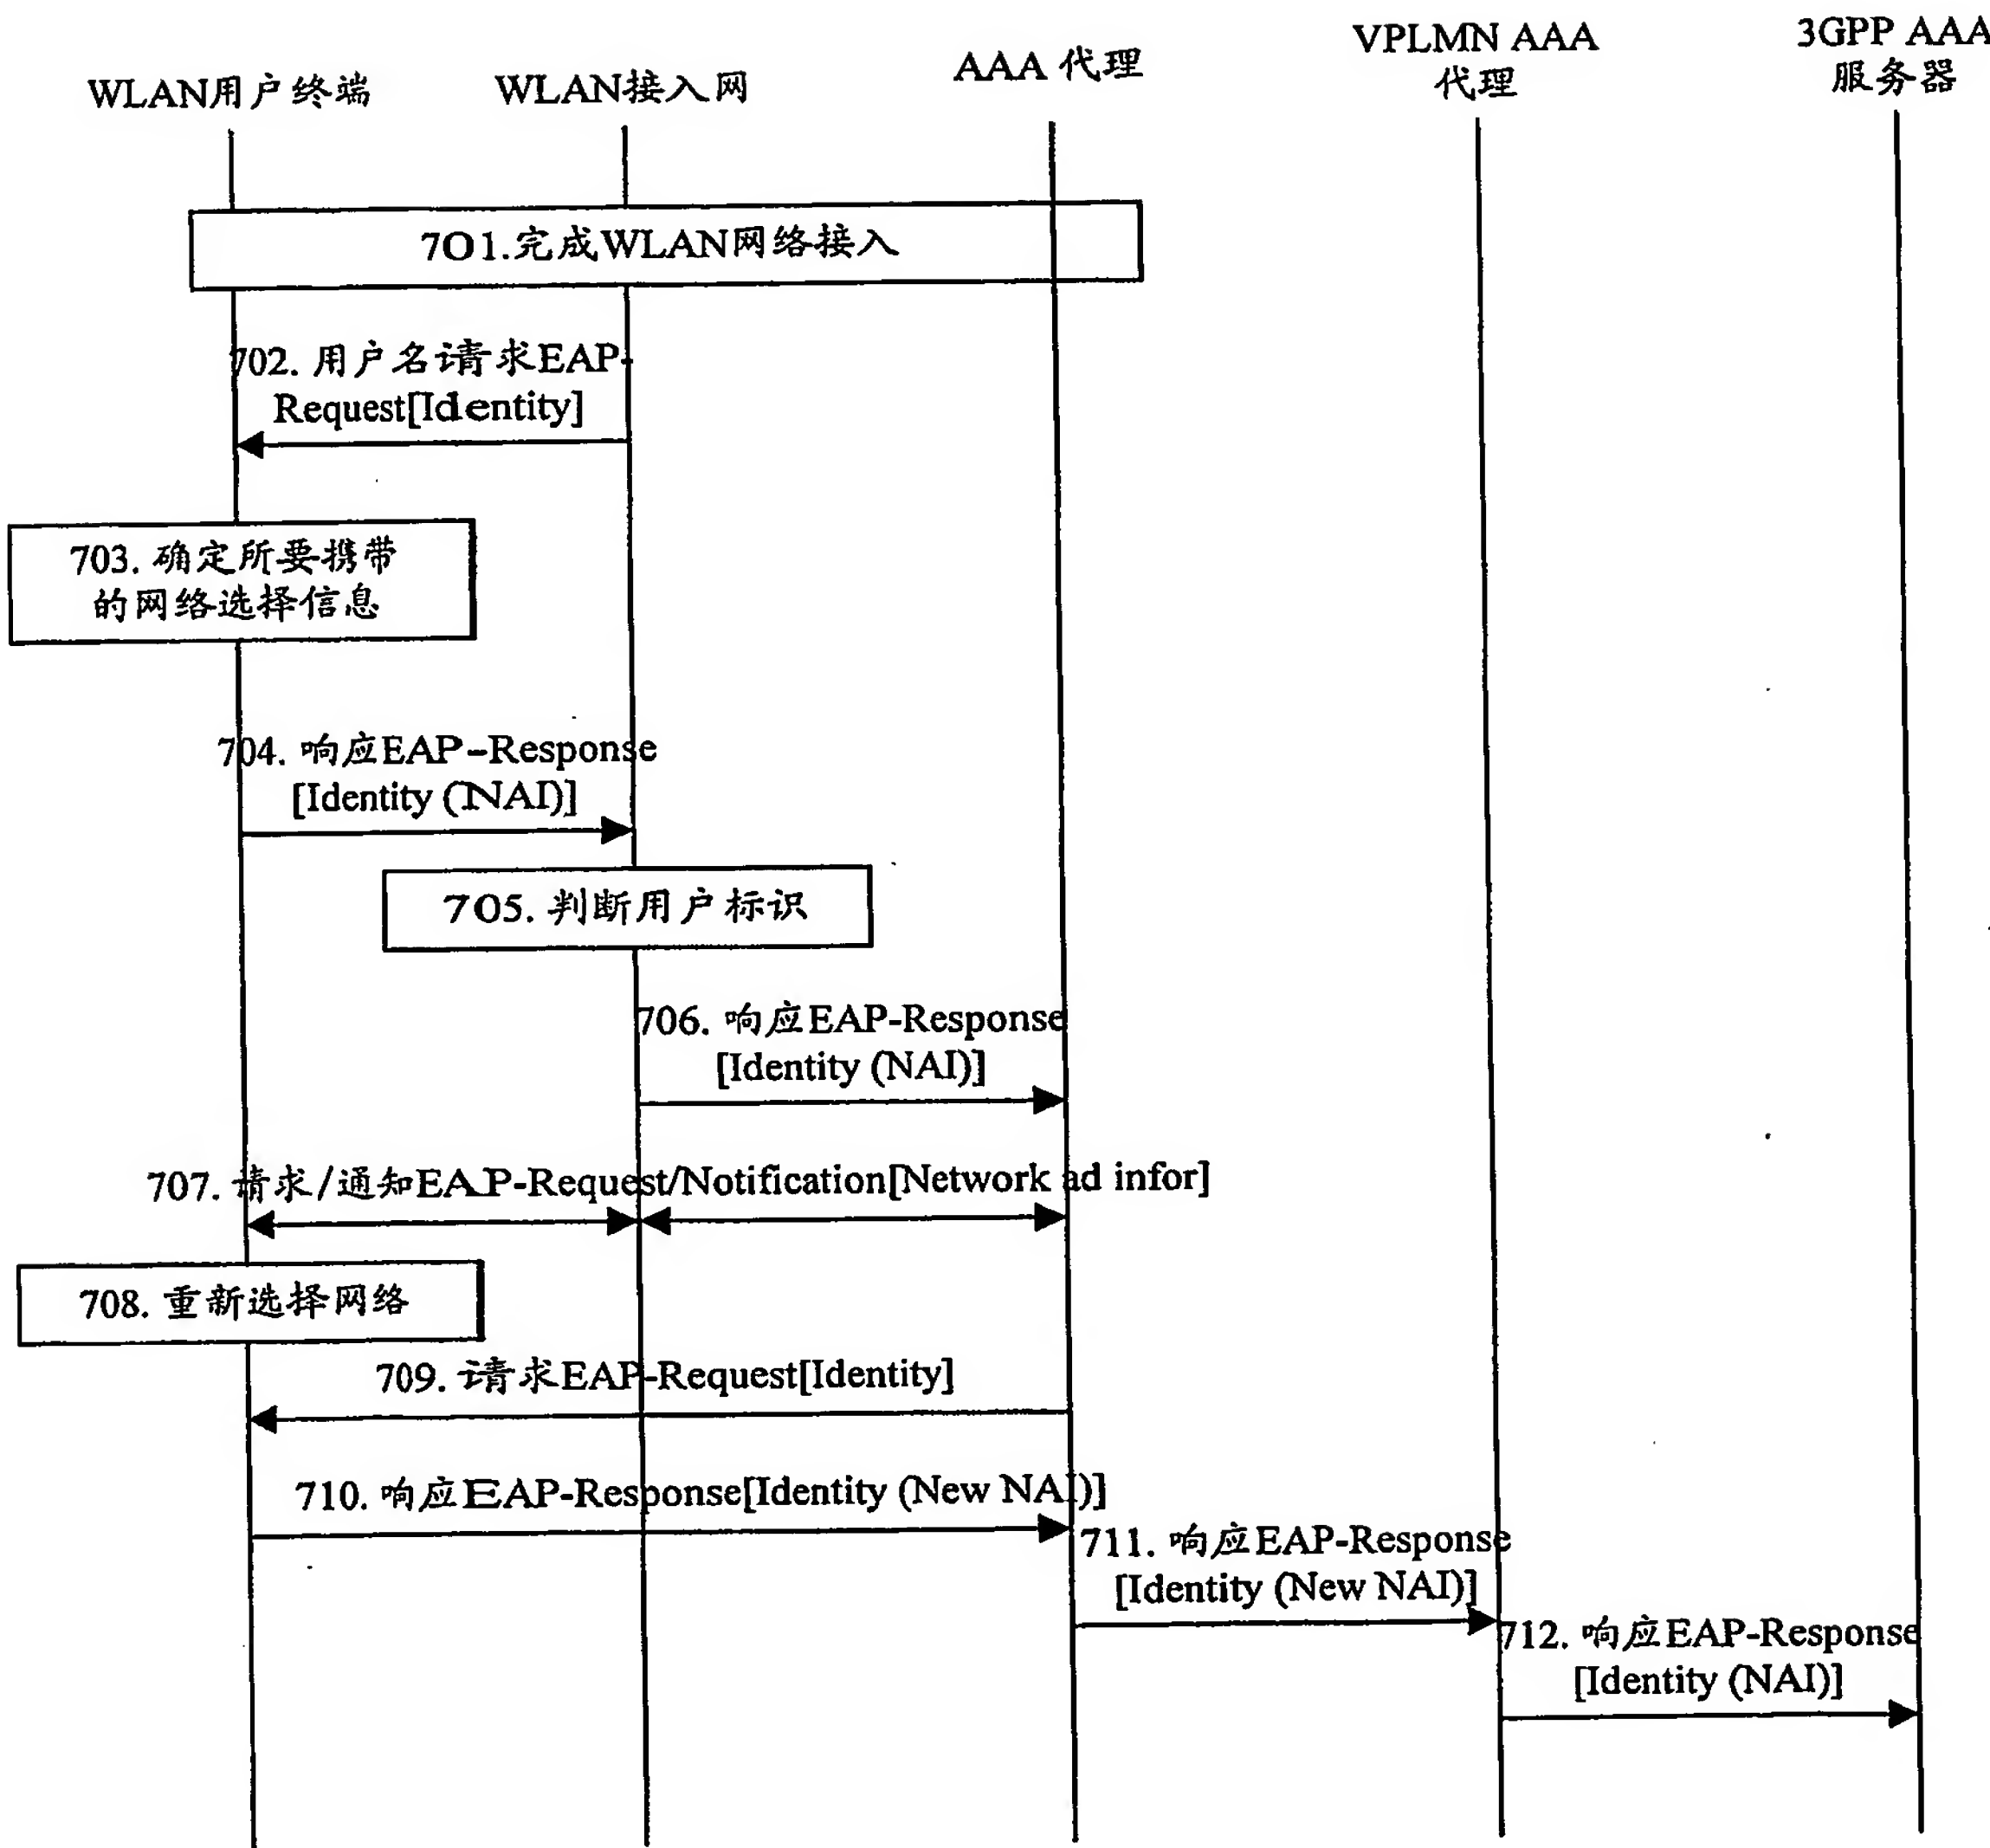 WLAN用户终端
WLAN接入网
AAA 代理
VPLMN AAA
代理
3GPP AAA
服务器
701.完成WLAN网络接入
702. 用户名请求EAP-
Request[Identity]
703. 确定所要携带
的网络选择信息
704. 响应EAP-Response
[Identity (NAI)]
705. 判断用户标识
706. 响应EAP-Response
[Identity (NAI)]
707. 请求/通知EAP-Request/Notification[Network ad infor]
708. 重新选择网络
709. 请求EAP-Request[Identity]
710. 响应EAP-Response[Identity (New NAI)]
711. 响应EAP-Response
[Identity (New NAI)]
712. 响应EAP-Response
[Identity (NAI)]